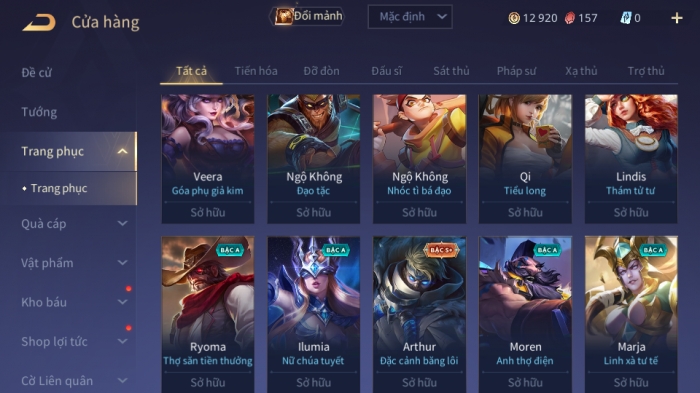 Cửa hàng
Đổi mảnh
Mặc định
12 920
157
0
Đề cử
Tướng
Trang phục
Trang phục
Quà cáp
Vật phẩm
Kho báu
Shop lợi tức
Cờ Liên quân
Tất cả
Tiến hóa
Đỡ đòn
Đấu sĩ
Sát thủ
Pháp sư
Xạ thủ
Trợ thủ
Veera
Góa phụ giả kim
Sở hữu
Ngộ Không
Đạo tặc
Sở hữu
Ngộ Không
Nhóc tì bá đạo
Sở hữu
Qi
Tiểu long
Sở hữu
Lindis
Thám tử tư
Sở hữu
Ryoma
Thợ săn tiền thưởng
Sở hữu
BẬC A
Ilumia
Nữ chúa tuyết
Sở hữu
BẬC S+
Arthur
Đặc cảnh băng lôi
Sở hữu
BẬC A
Moren
Anh thợ điện
Sở hữu
BẬC A
Marja
Linh xà tư tế
Sở hữu